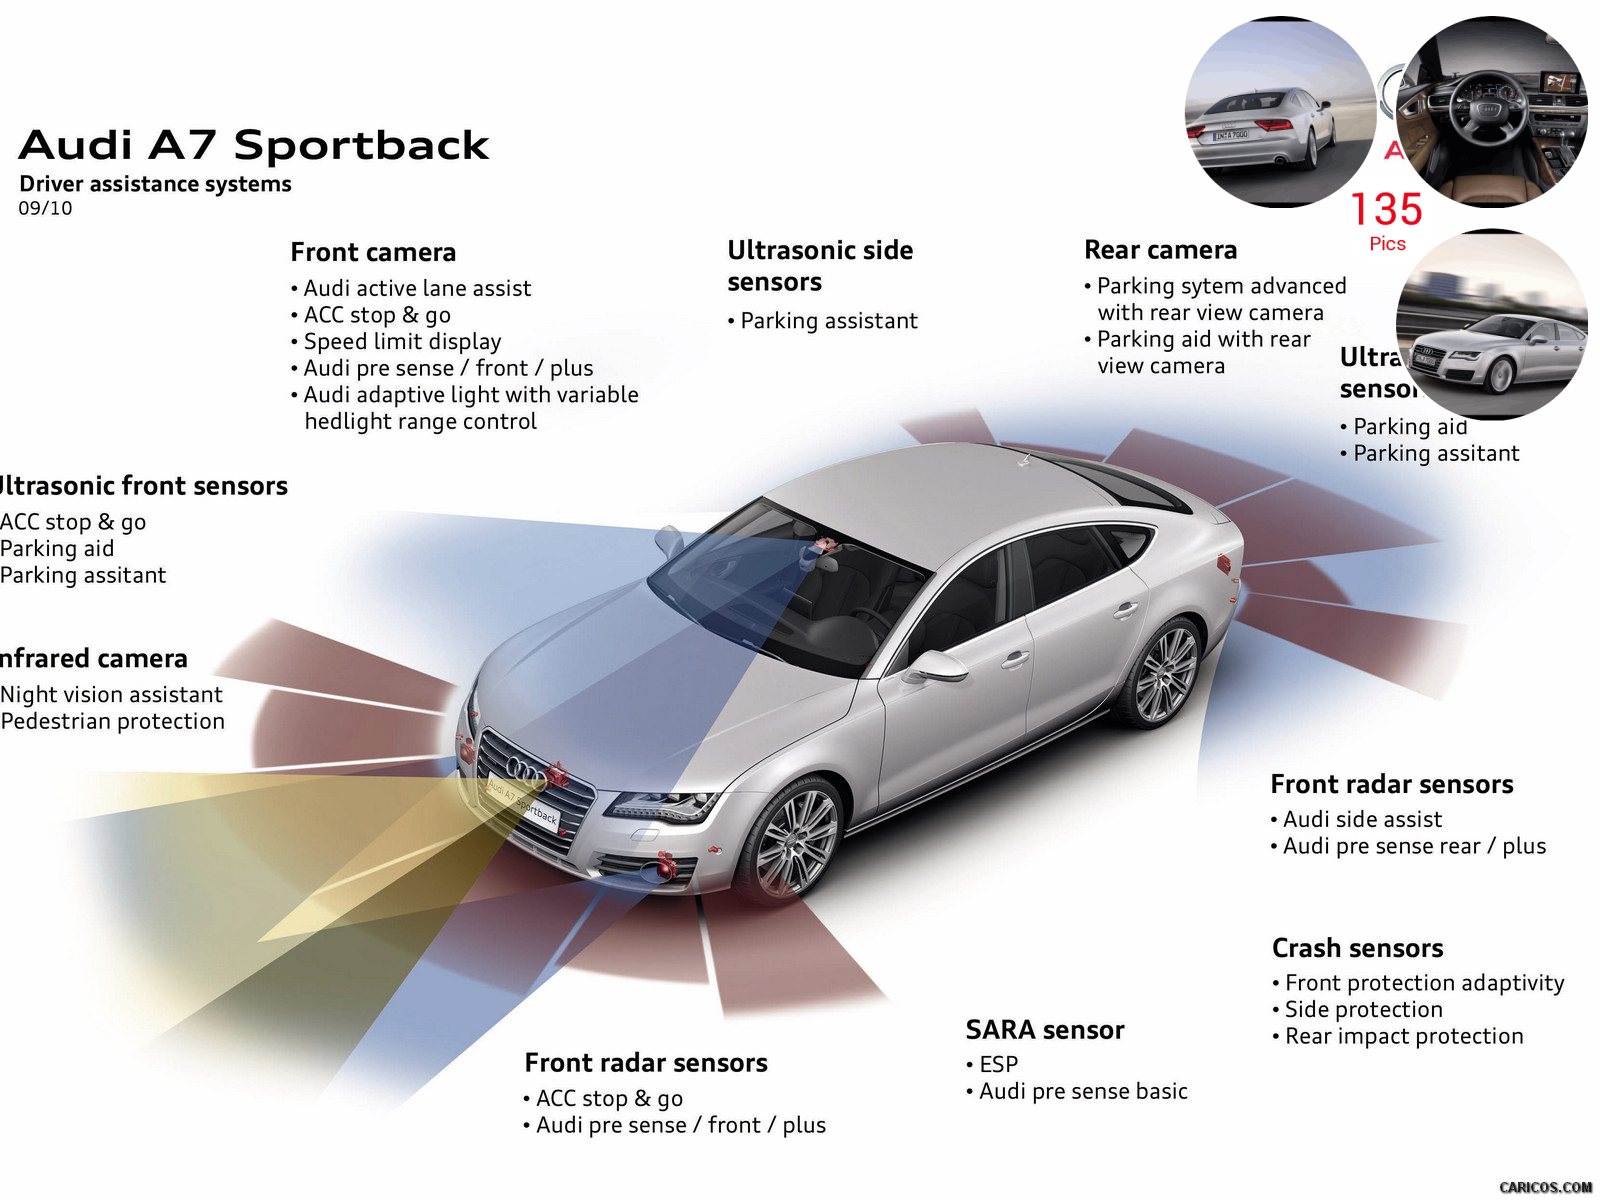 Audi A7 Sportback
Driver assistance systems
09/10
135
Pics
Front camera
• Audi active lane assist
• ACC stop & go
• Speed limit display
• Audi pre sense / front / plus
• Audi adaptive light with variable
hedlight range control
Ultrasonic side
sensors
• Parking assistant
Rear camera
• Parking sytem advanced
with rear view camera
• Parking aid with rear
view camera
• Parking aid
• Parking assitant
front sensors
ACC stop & go
Parking aid
Parking assitant
camera
Night vision assistant
Pedestrian protection
Audi A7 Sportback
Front radar sensors
• Audi side assist
• Audi pre sense rear / plus
Crash sensors
• Front protection adaptivity
• Side protection
• Rear impact protection
SARA sensor
• ESP
• Audi pre sense basic
Front radar sensors
• ACC stop & go
• Audi pre sense / front / plus
CARICOS.COM